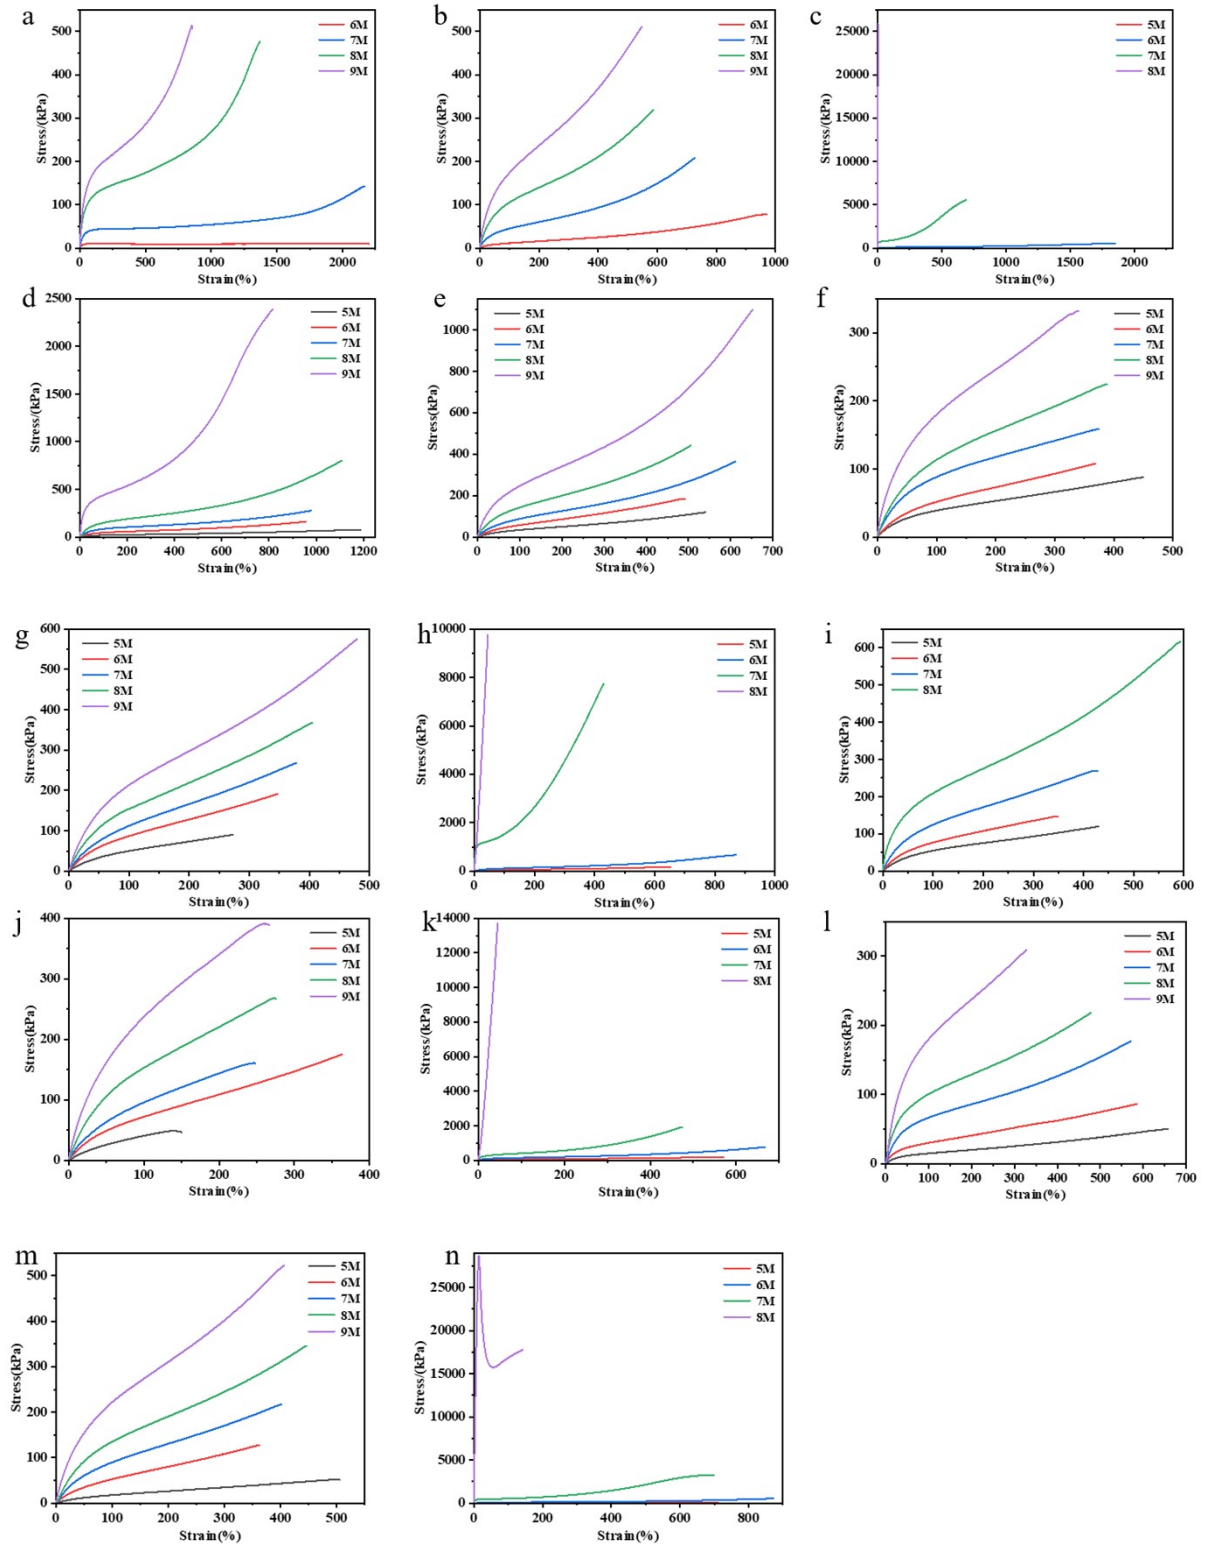 a
6M
7M
8M
9M
Stress/(kPa)
500
400
300
200
100
0
0 500 1000 1500 2000
Strain(%)
b
6M
7M
8M
9M
Stress/(kPa)
500
400
300
200
100
0
0 200 400 600 800 1000
Strain(%)
c
5M
6M
7M
8M
Stress/(kPa)
25000
20000
15000
10000
5000
0
0 500 1000 1500 2000
Strain(%)
d
5M
6M
7M
8M
9M
Stress/(kPa)
2500
2000
1500
1000
500
0
0 200 400 600 800 1000 1200
Strain(%)
e
5M
6M
7M
8M
9M
Stress(kPa)
1000
800
600
400
200
0
0 100 200 300 400 500 600 700
Strain(%)
f
5M
6M
7M
8M
9M
Stress(kPa)
300
200
100
0
0 100 200 300 400 500
Strain(%)
g
5M
6M
7M
8M
9M
Stress(kPa)
600
500
400
300
200
100
0
0 100 200 300 400 500
Strain(%)
h
5M
6M
7M
8M
Stress/(kPa)
10000
8000
6000
4000
2000
0
0 200 400 600 800 1000
Strain(%)
i
5M
6M
7M
8M
Stress(kPa)
600
500
400
300
200
100
0
0 100 200 300 400 500 600
Strain(%)
j
5M
6M
7M
8M
9M
Stress(kPa)
400
300
200
100
0
0 100 200 300 400
Strain(%)
k
5M
6M
7M
8M
Stress/(kPa)
14000
12000
10000
8000
6000
4000
2000
0
0 200 400 600
Strain(%)
l
5M
6M
7M
8M
9M
Stress/(kPa)
300
200
100
0
0 100 200 300 400 500 600 700
Strain(%)
m
5M
6M
7M
8M
9M
Stress(kPa)
500
400
300
200
100
0
0 100 200 300 400 500
Strain(%)
n
5M
6M
7M
8M
Stress/(kPa)
25000
20000
15000
10000
5000
0
0 200 400 600 800
Strain(%)